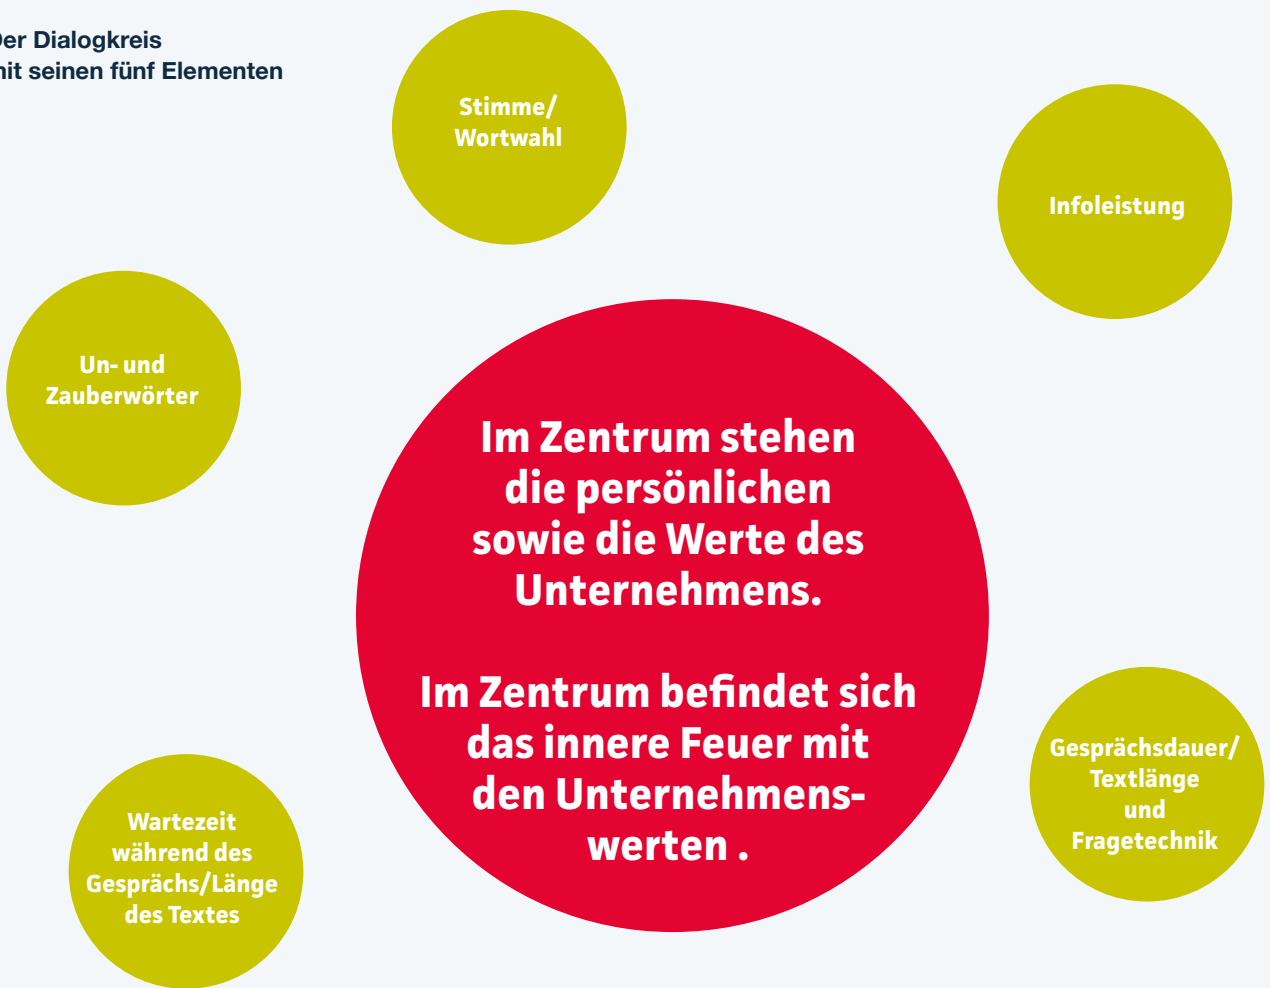 Der Dialogkreis
mit seinen fünf Elementen
Stimme/
Wortwahl
Infoleistung
Un- und
Zauberwörter
Im Zentrum stehen
die persönlichen
sowie die Werte des
Unternehmens.
Im Zentrum befindet sich
das innere Feuer mit
den Unternehmens-
werten .
Gesprächsdauer/
Textlänge
und
Fragetechnik
Wartezeit
während des
Gesprächs/Länge
des Textes